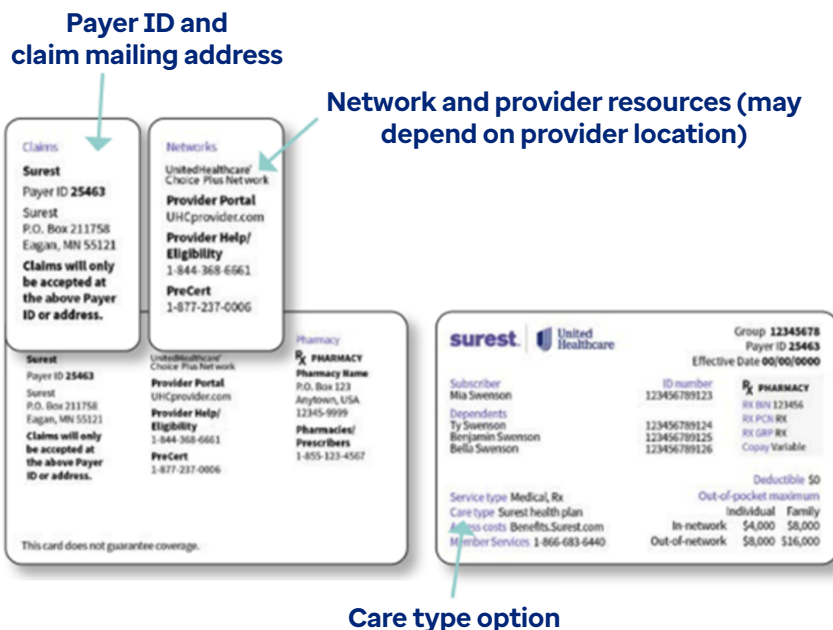 Payer ID and
claim mailing address
Network and provider resources (may
depend on provider location)
Claims
Surest
Payer ID 25463
Surest
P.O. Box 211758
Eagan, MN 55121
Claims will only
be accepted at
the above Payer
ID or address.
Networks
UnitedHealthcare
Choice Plus Network
Provider Portal
UHCprovider.com
Provider Help/
Eligibility
1-844-368-6661
PreCert
1-877-237-0006
Surest
Payer ID 25463
Surest
P.O. Box 211758
Eagan, MN 55121
Claims will only
be accepted at
the above Payer
ID or address.
UnitedHealthcare
Choice Plus Network
Provider Portal
UHCprovider.com
Provider Help/
Eligibility
1-844-368-6661
PreCert
1-877-237-0006
Pharmacy
Rx PHARMACY
Pharmacy Name
P.O. Box 123
Anytown, USA
12345-9999
Pharmacies/
Prescribers
1-855-123-4567
This card does not guarantee coverage.
surest. United
Healthcare
Group 12345678
Payer ID 25463
Effective Date 00/00/0000
Subscriber ID number
Mia Swenson 123456789123
Dependents
Ty Swenson 123456789124
Benjamin Swenson 123456789125
Bella Swenson 123456789126
Rx PHARMACY
RX BIN 123456
RX PCN RX
RX GRP RX
Copay Variable
Service type Medical, Rx
Care type Surest health plan
Access costs Benefits.Surest.com
Member Services 1-866-683-6440
Deductible $0
Out-of-pocket maximum
Individual Family
In-network $4,000 $8,000
Out-of-network $8,000 $16,000
Care type option